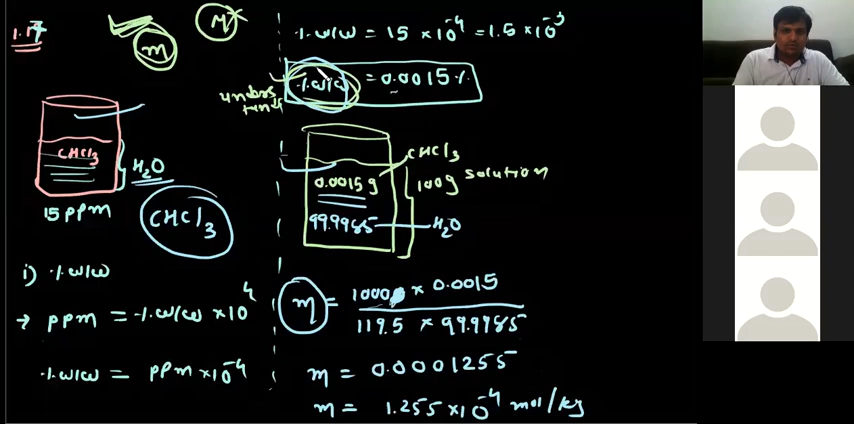 1.17
m
M
CHCl3
H2O
15 ppm
CHCl3
i) % w/w
→ ppm = % w/w × 10^4
% w/w = ppm × 10^-4
% w/w = 15 × 10^-4 = 1.5 × 10^-3
% w/w = 0.0015 %
CHCl3
0.0015 g
100g solution
99.9985 — H2O
m = 1000 × 0.0015
119.5 × 99.9985
m = 0.0001255
m = 1.255 × 10^-4 mol/kg